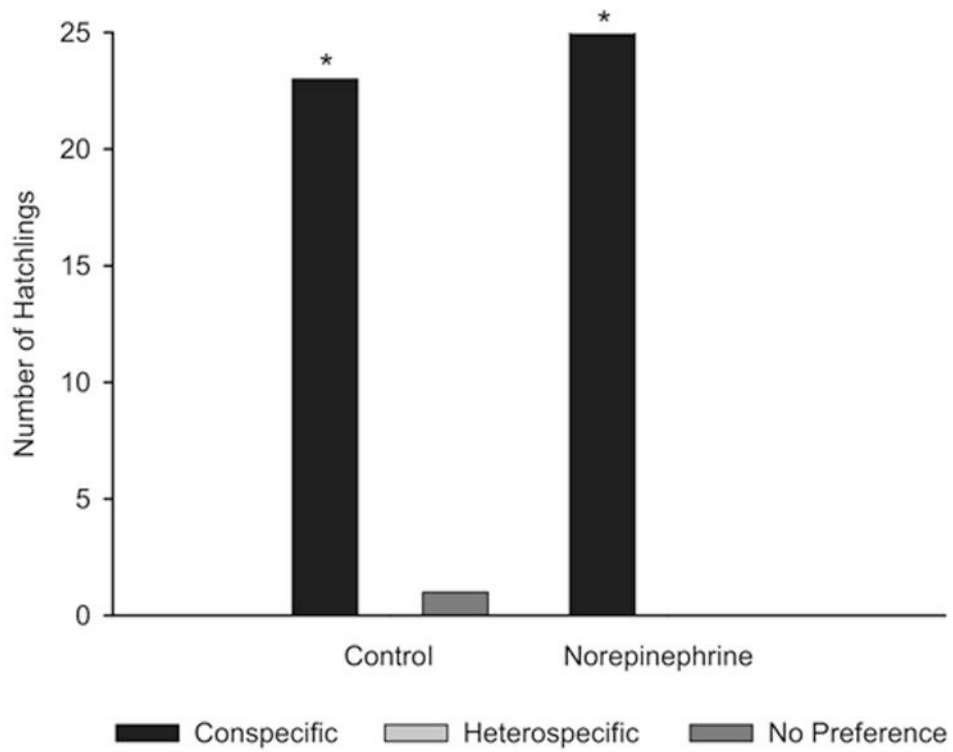 Number of Hatchlings
25
20
15
10
5
0
*
*
Control
Norepinephrine
Conspecific
Heterospecific
No Preference